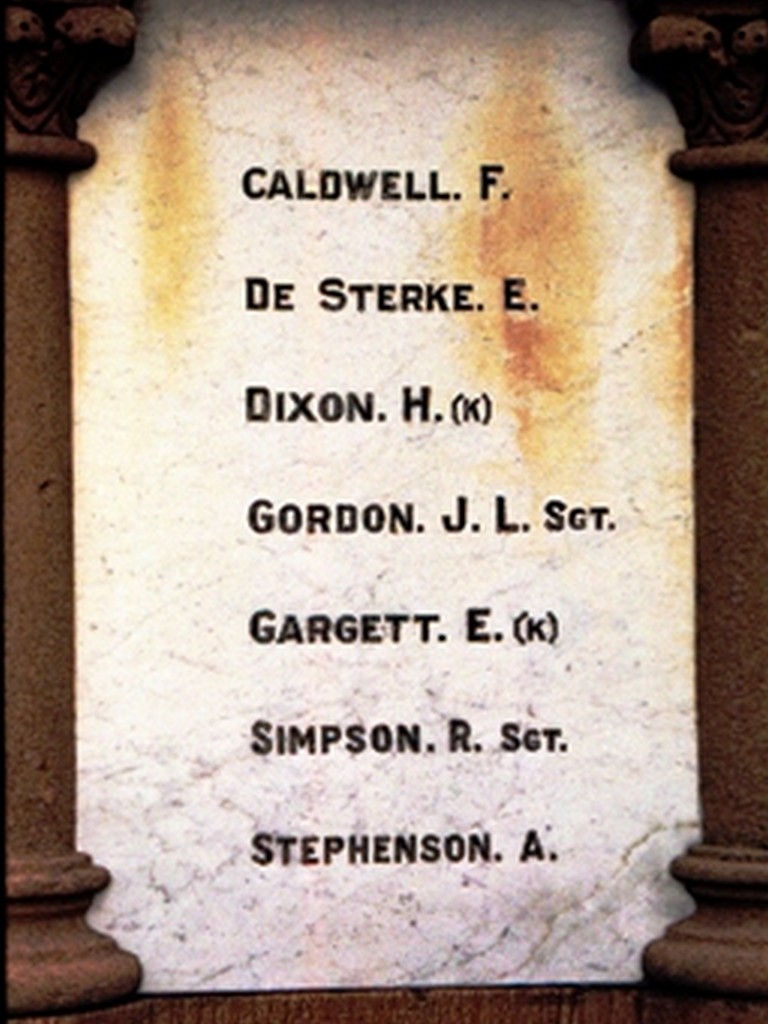 CALDWELL. F.
DE STERKE. E.
DIXON. H. (K)
GORDON. J. L. SGT.
GARGETT. E. (K)
SIMPSON. R. SGT.
STEPHENSON. A.